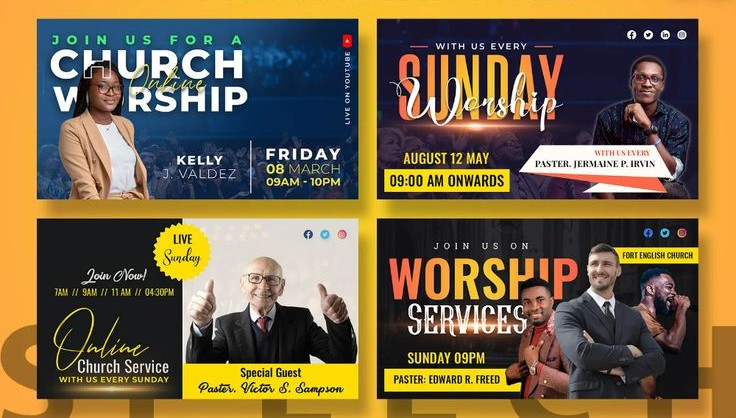 JOIN US FOR A
CHURCH
Online
WORSHIP
LIVE ON YOUTUBE
KELLY
J. VALDEZ
FRIDAY
08 MARCH
09AM - 10PM
WITH US EVERY
SUNDAY
Worship
AUGUST 12 MAY
09:00 AM ONWARDS
WITH US EVERY
PASTER. JERMAINE P. IRVIN
LIVE
Sunday
Join Now!
7AM // 9AM // 11 AM // 04:30PM
Online
Church Service
WITH US EVERY SUNDAY
Special Guest
Paster. Victor S. Sampson
JOIN US ON
WORSHIP
SERVICES
FORT ENGLISH CHURCH
SUNDAY 09PM
PASTER: EDWARD R. FREED